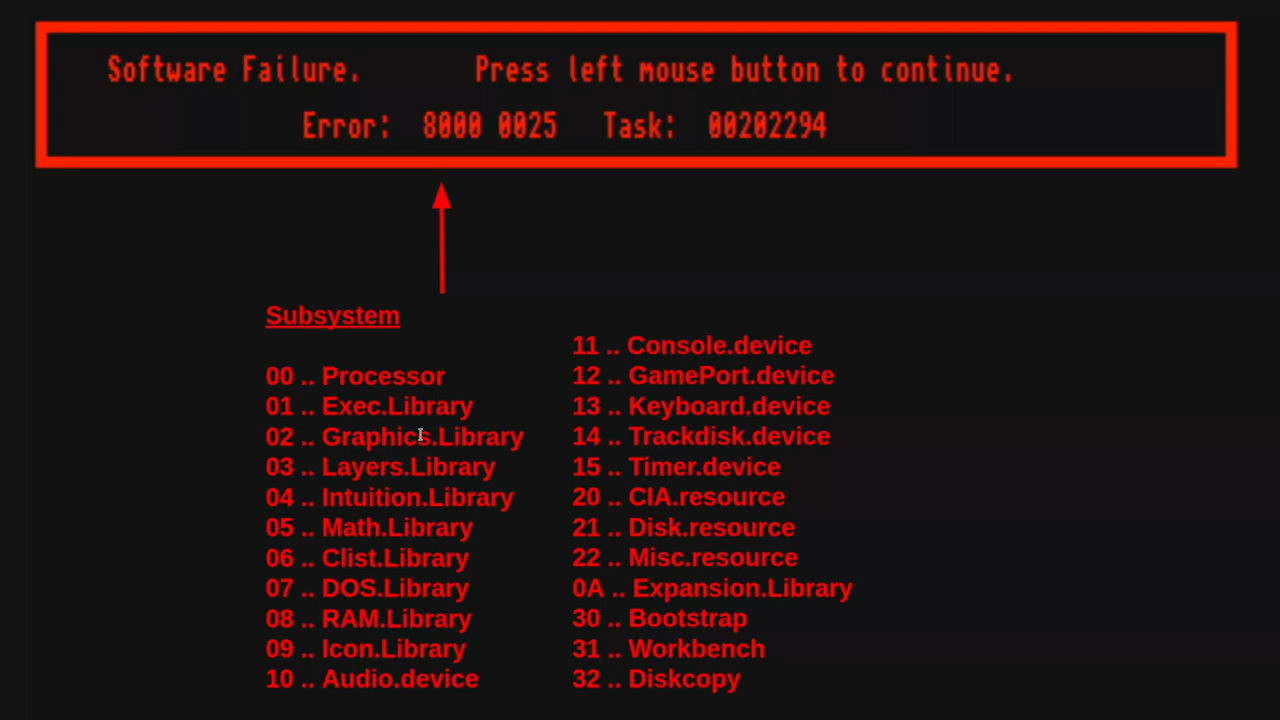 Software Failure. Press left mouse button to continue.
Error: 8000 0025 Task: 00202294
Subsystem
00 .. Processor
01 .. Exec.Library
02 .. Graphics.Library
03 .. Layers.Library
04 .. Intuition.Library
05 .. Math.Library
06 .. Clist.Library
07 .. DOS.Library
08 .. RAM.Library
09 .. Icon.Library
10 .. Audio.device
11 .. Console.device
12 .. GamePort.device
13 .. Keyboard.device
14 .. Trackdisk.device
15 .. Timer.device
20 .. CIA.resource
21 .. Disk.resource
22 .. Misc.resource
0A .. Expansion.Library
30 .. Bootstrap
31 .. Workbench
32 .. Diskcopy